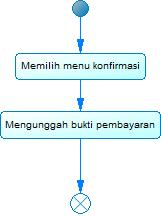 Memilih menu konfirmasi
Mengunggah bukti pembayaran